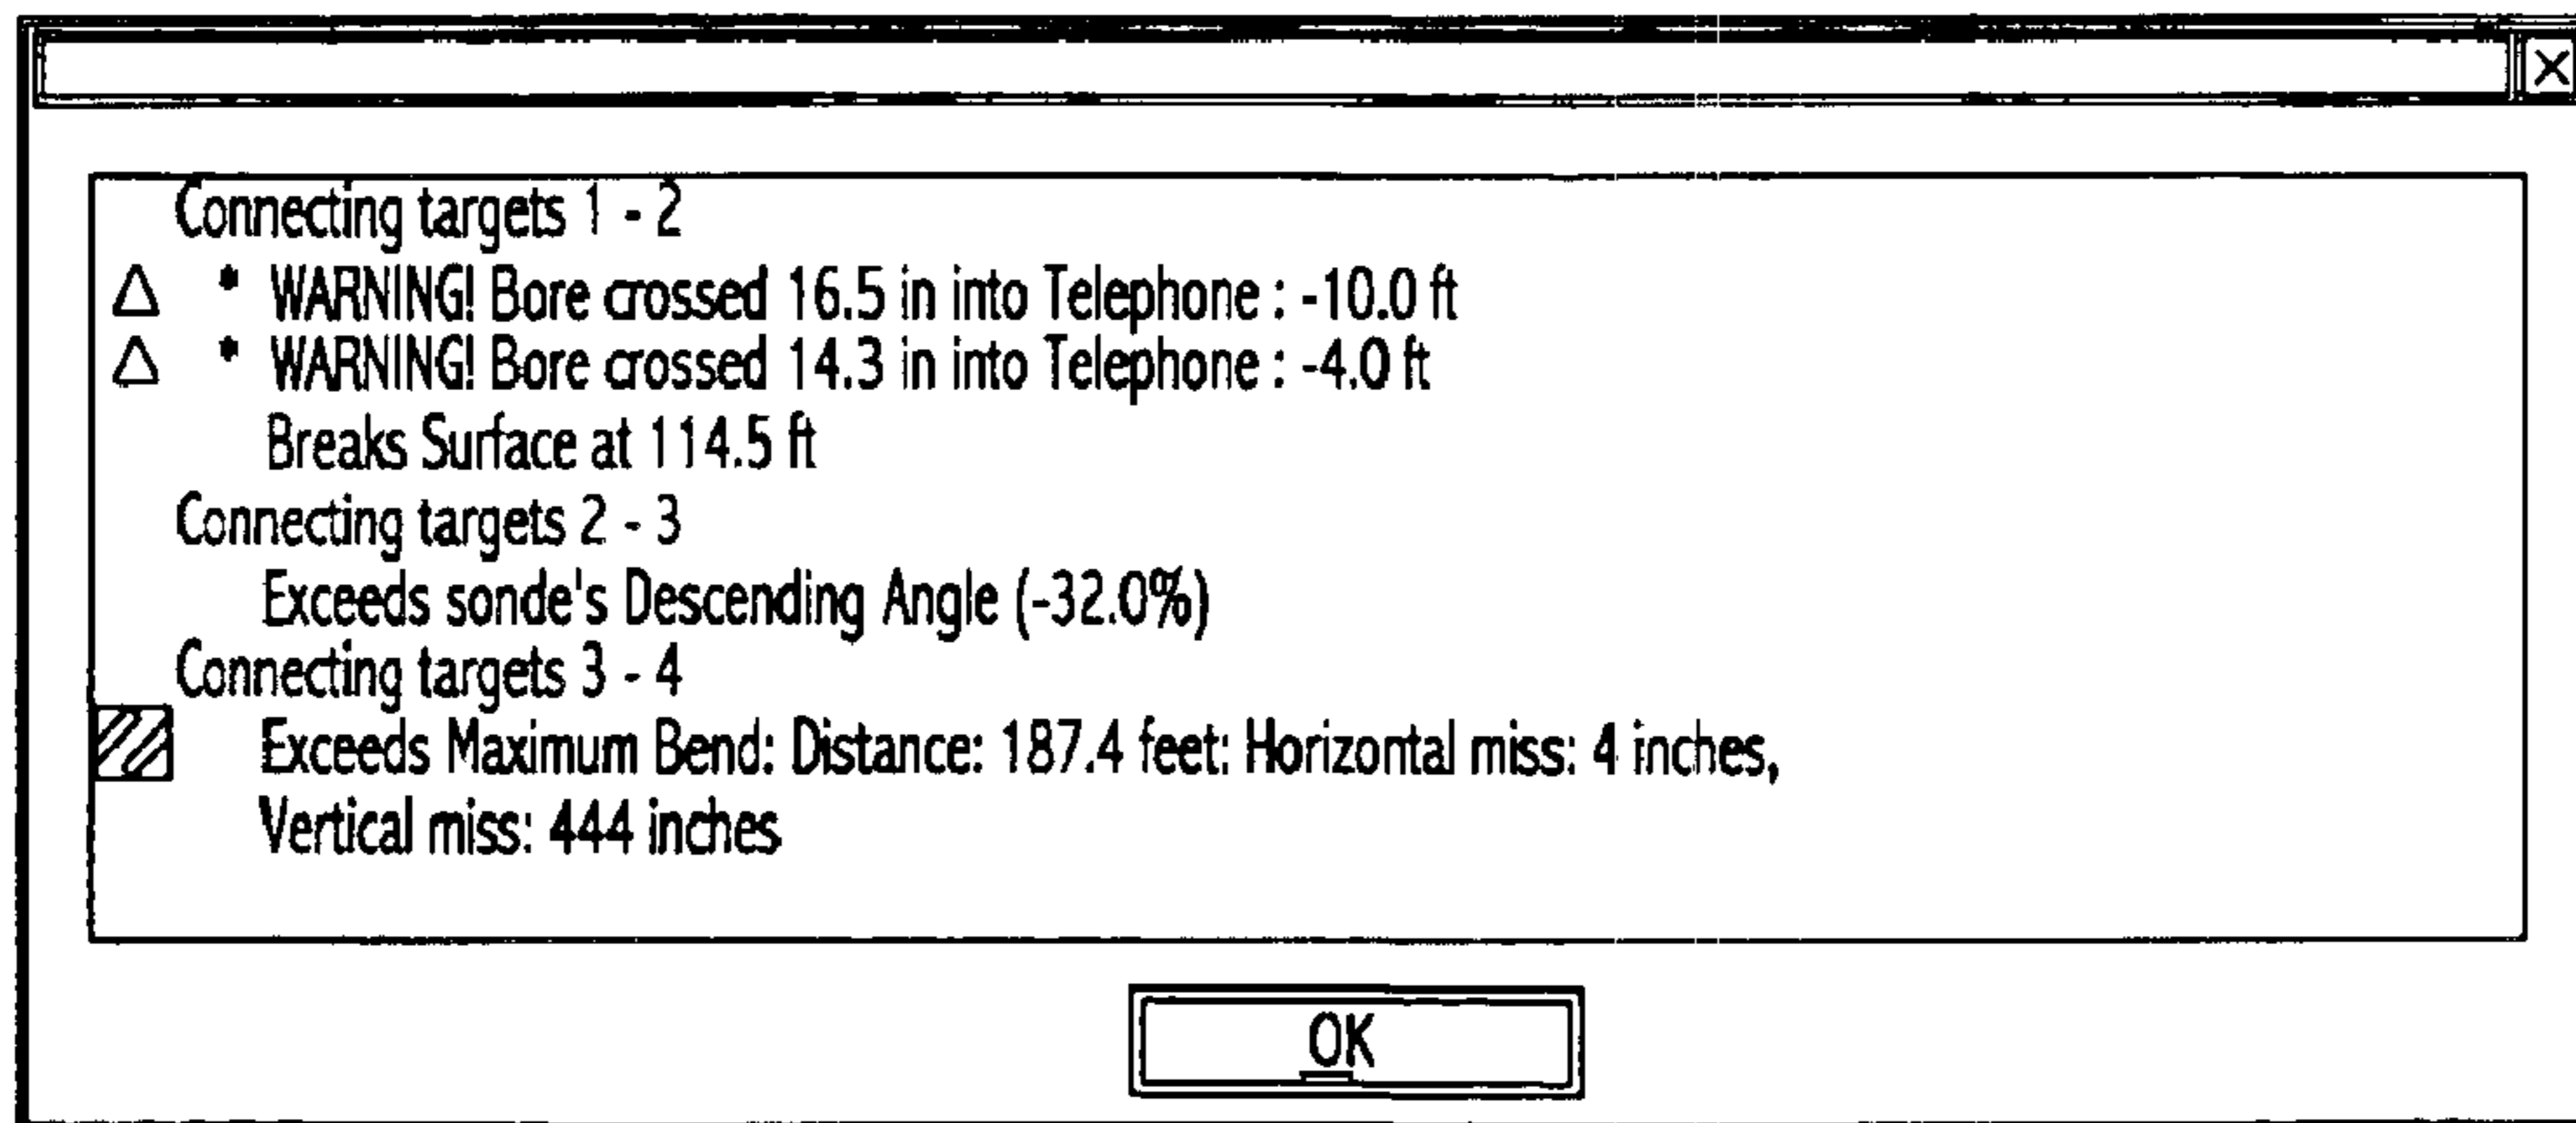 Connecting targets 1 - 2
* WARNING! Bore crossed 16.5 in into Telephone : -10.0 ft
* WARNING! Bore crossed 14.3 in into Telephone : -4.0 ft
Breaks Surface at 114.5 ft
Connecting targets 2 - 3
Exceeds sonde's Descending Angle (-32.0%)
Connecting targets 3 - 4
Exceeds Maximum Bend: Distance: 187.4 feet: Horizontal miss: 4 inches,
Vertical miss: 444 inches
OK